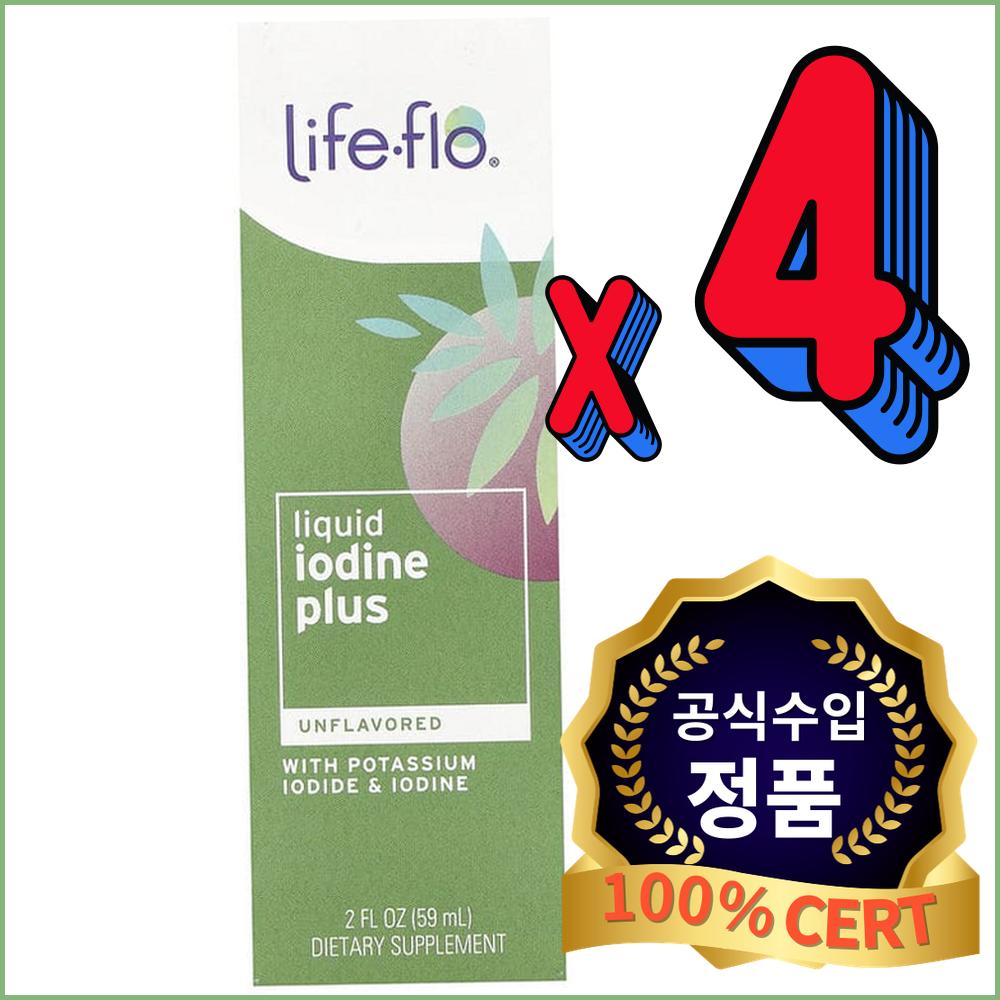 life·flo®
x 4
liquid
iodine
plus
UNFLAVORED
WITH POTASSIUM
IODIDE & IODINE
2 FL OZ (59 mL)
DIETARY SUPPLEMENT
공식수입
정품
100% CERT